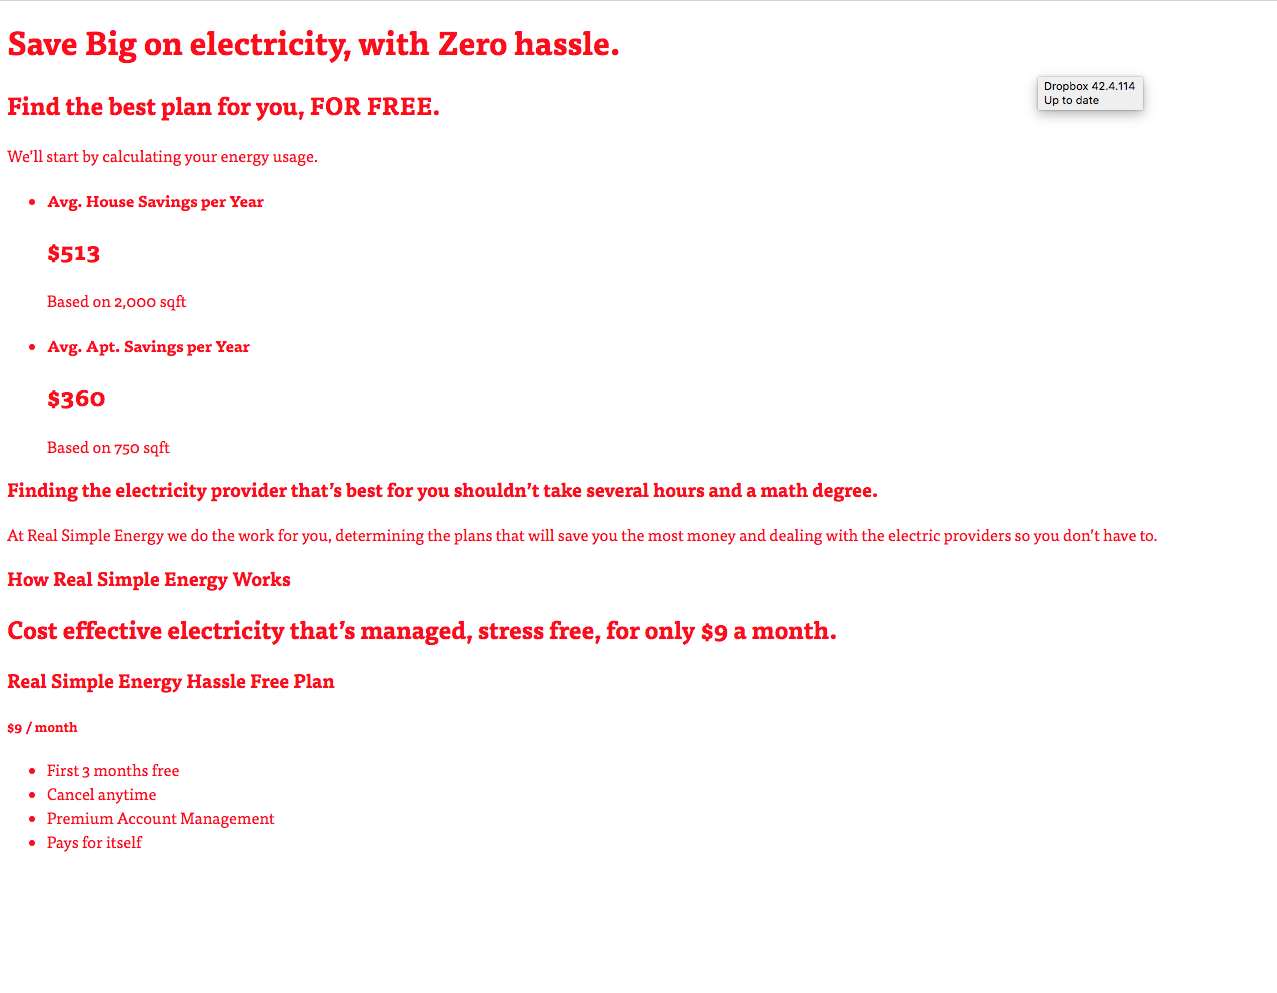 Save Big on electricity, with Zero hassle.
Find the best plan for you, FOR FREE.
Dropbox 42.4.114
Up to date
We’ll start by calculating your energy usage.
• Avg. House Savings per Year
$513
Based on 2,000 sqft
• Avg. Apt. Savings per Year
$360
Based on 750 sqft
Finding the electricity provider that’s best for you shouldn’t take several hours and a math degree.
At Real Simple Energy we do the work for you, determining the plans that will save you the most money and dealing with the electric providers so you don’t have to.
How Real Simple Energy Works
Cost effective electricity that’s managed, stress free, for only $9 a month.
Real Simple Energy Hassle Free Plan
$9 / month
• First 3 months free
• Cancel anytime
• Premium Account Management
• Pays for itself